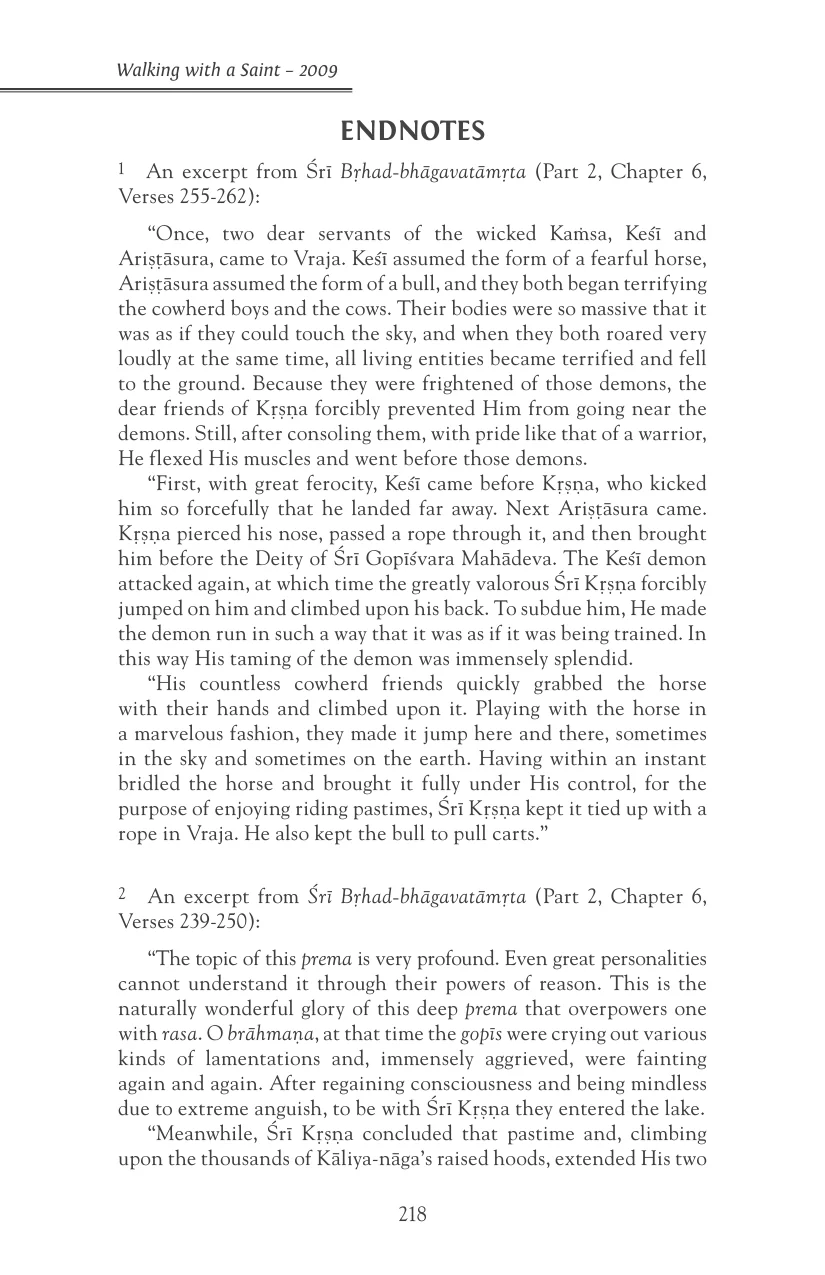 Walking with a Saint – 2009
ENDNOTES
1 An excerpt from Śrī Bṛhad-bhāgavatāmṛta (Part 2, Chapter 6,
Verses 255-262):
“Once, two dear servants of the wicked Kaṁsa, Keśī and
Ariṣṭāsura, came to Vraja. Keśī assumed the form of a fearful horse,
Ariṣṭāsura assumed the form of a bull, and they both began terrifying
the cowherd boys and the cows. Their bodies were so massive that it
was as if they could touch the sky, and when they both roared very
loudly at the same time, all living entities became terrified and fell
to the ground. Because they were frightened of those demons, the
dear friends of Kṛṣṇa forcibly prevented Him from going near the
demons. Still, after consoling them, with pride like that of a warrior,
He flexed His muscles and went before those demons.
“First, with great ferocity, Keśī came before Kṛṣṇa, who kicked
him so forcefully that he landed far away. Next Ariṣṭāsura came.
Kṛṣṇa pierced his nose, passed a rope through it, and then brought
him before the Deity of Śrī Gopīśvara Mahādeva. The Keśī demon
attacked again, at which time the greatly valorous Śrī Kṛṣṇa forcibly
jumped on him and climbed upon his back. To subdue him, He made
the demon run in such a way that it was as if it was being trained. In
this way His taming of the demon was immensely splendid.
“His countless cowherd friends quickly grabbed the horse
with their hands and climbed upon it. Playing with the horse in
a marvelous fashion, they made it jump here and there, sometimes
in the sky and sometimes on the earth. Having within an instant
bridled the horse and brought it fully under His control, for the
purpose of enjoying riding pastimes, Śrī Kṛṣṇa kept it tied up with a
rope in Vraja. He also kept the bull to pull carts.”
2 An excerpt from Śrī Bṛhad-bhāgavatāmṛta (Part 2, Chapter 6,
Verses 239-250):
“The topic of this prema is very profound. Even great personalities
cannot understand it through their powers of reason. This is the
naturally wonderful glory of this deep prema that overpowers one
with rasa. O brāhmaṇa, at that time the gopīs were crying out various
kinds of lamentations and, immensely aggrieved, were fainting
again and again. After regaining consciousness and being mindless
due to extreme anguish, to be with Śrī Kṛṣṇa they entered the lake.
“Meanwhile, Śrī Kṛṣṇa concluded that pastime and, climbing
upon the thousands of Kāliya-nāga’s raised hoods, extended His two
218